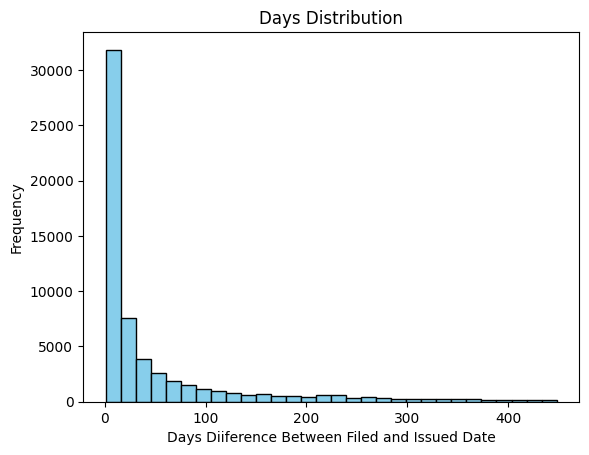 Days Distribution
30000
25000
20000
15000
10000
5000
0
Frequency
0 100 200 300 400
Days Diiference Between Filed and Issued Date